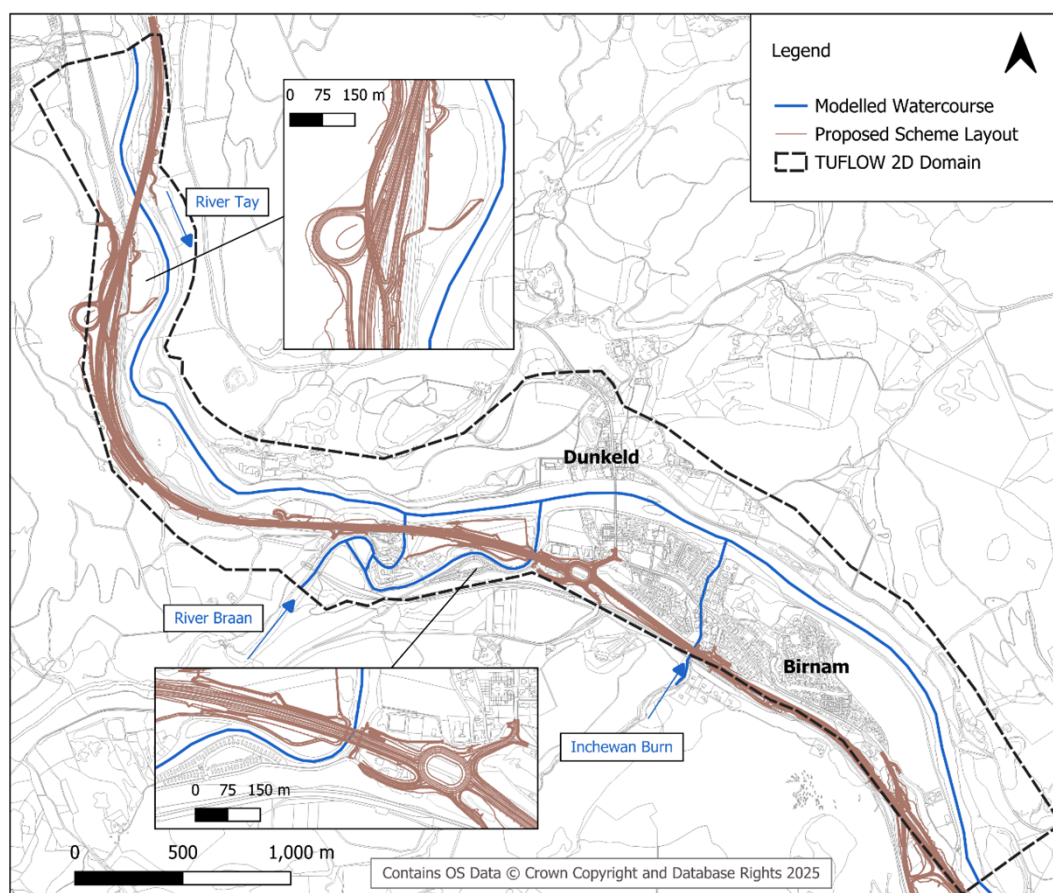 Legend
Modelled Watercourse
Proposed Scheme Layout
TUFLOW 2D Domain
0 75 150 m
River Tay
Dunkeld
River Braan
Birnam
Inchewan Burn
0 75 150 m
0 500 1,000 m
Contains OS Data © Crown Copyright and Database Rights 2025